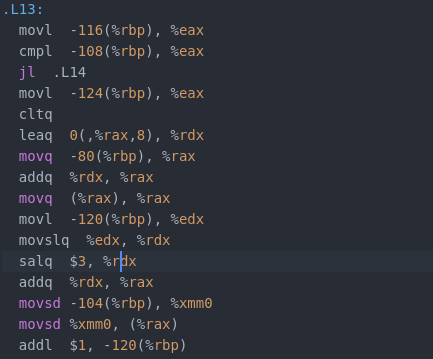 .L13:
movl -116(%rbp), %eax
cmpl -108(%rbp), %eax
jl .L14
movl -124(%rbp), %eax
cltq
leaq 0(,%rax,8), %rdx
movq -80(%rbp), %rax
addq %rdx, %rax
movq (%rax), %rax
movl -120(%rbp), %edx
movslq %edx, %rdx
salq $3, %rdx
addq %rdx, %rax
movsd -104(%rbp), %xmm0
movsd %xmm0, (%rax)
addl $1, -120(%rbp)